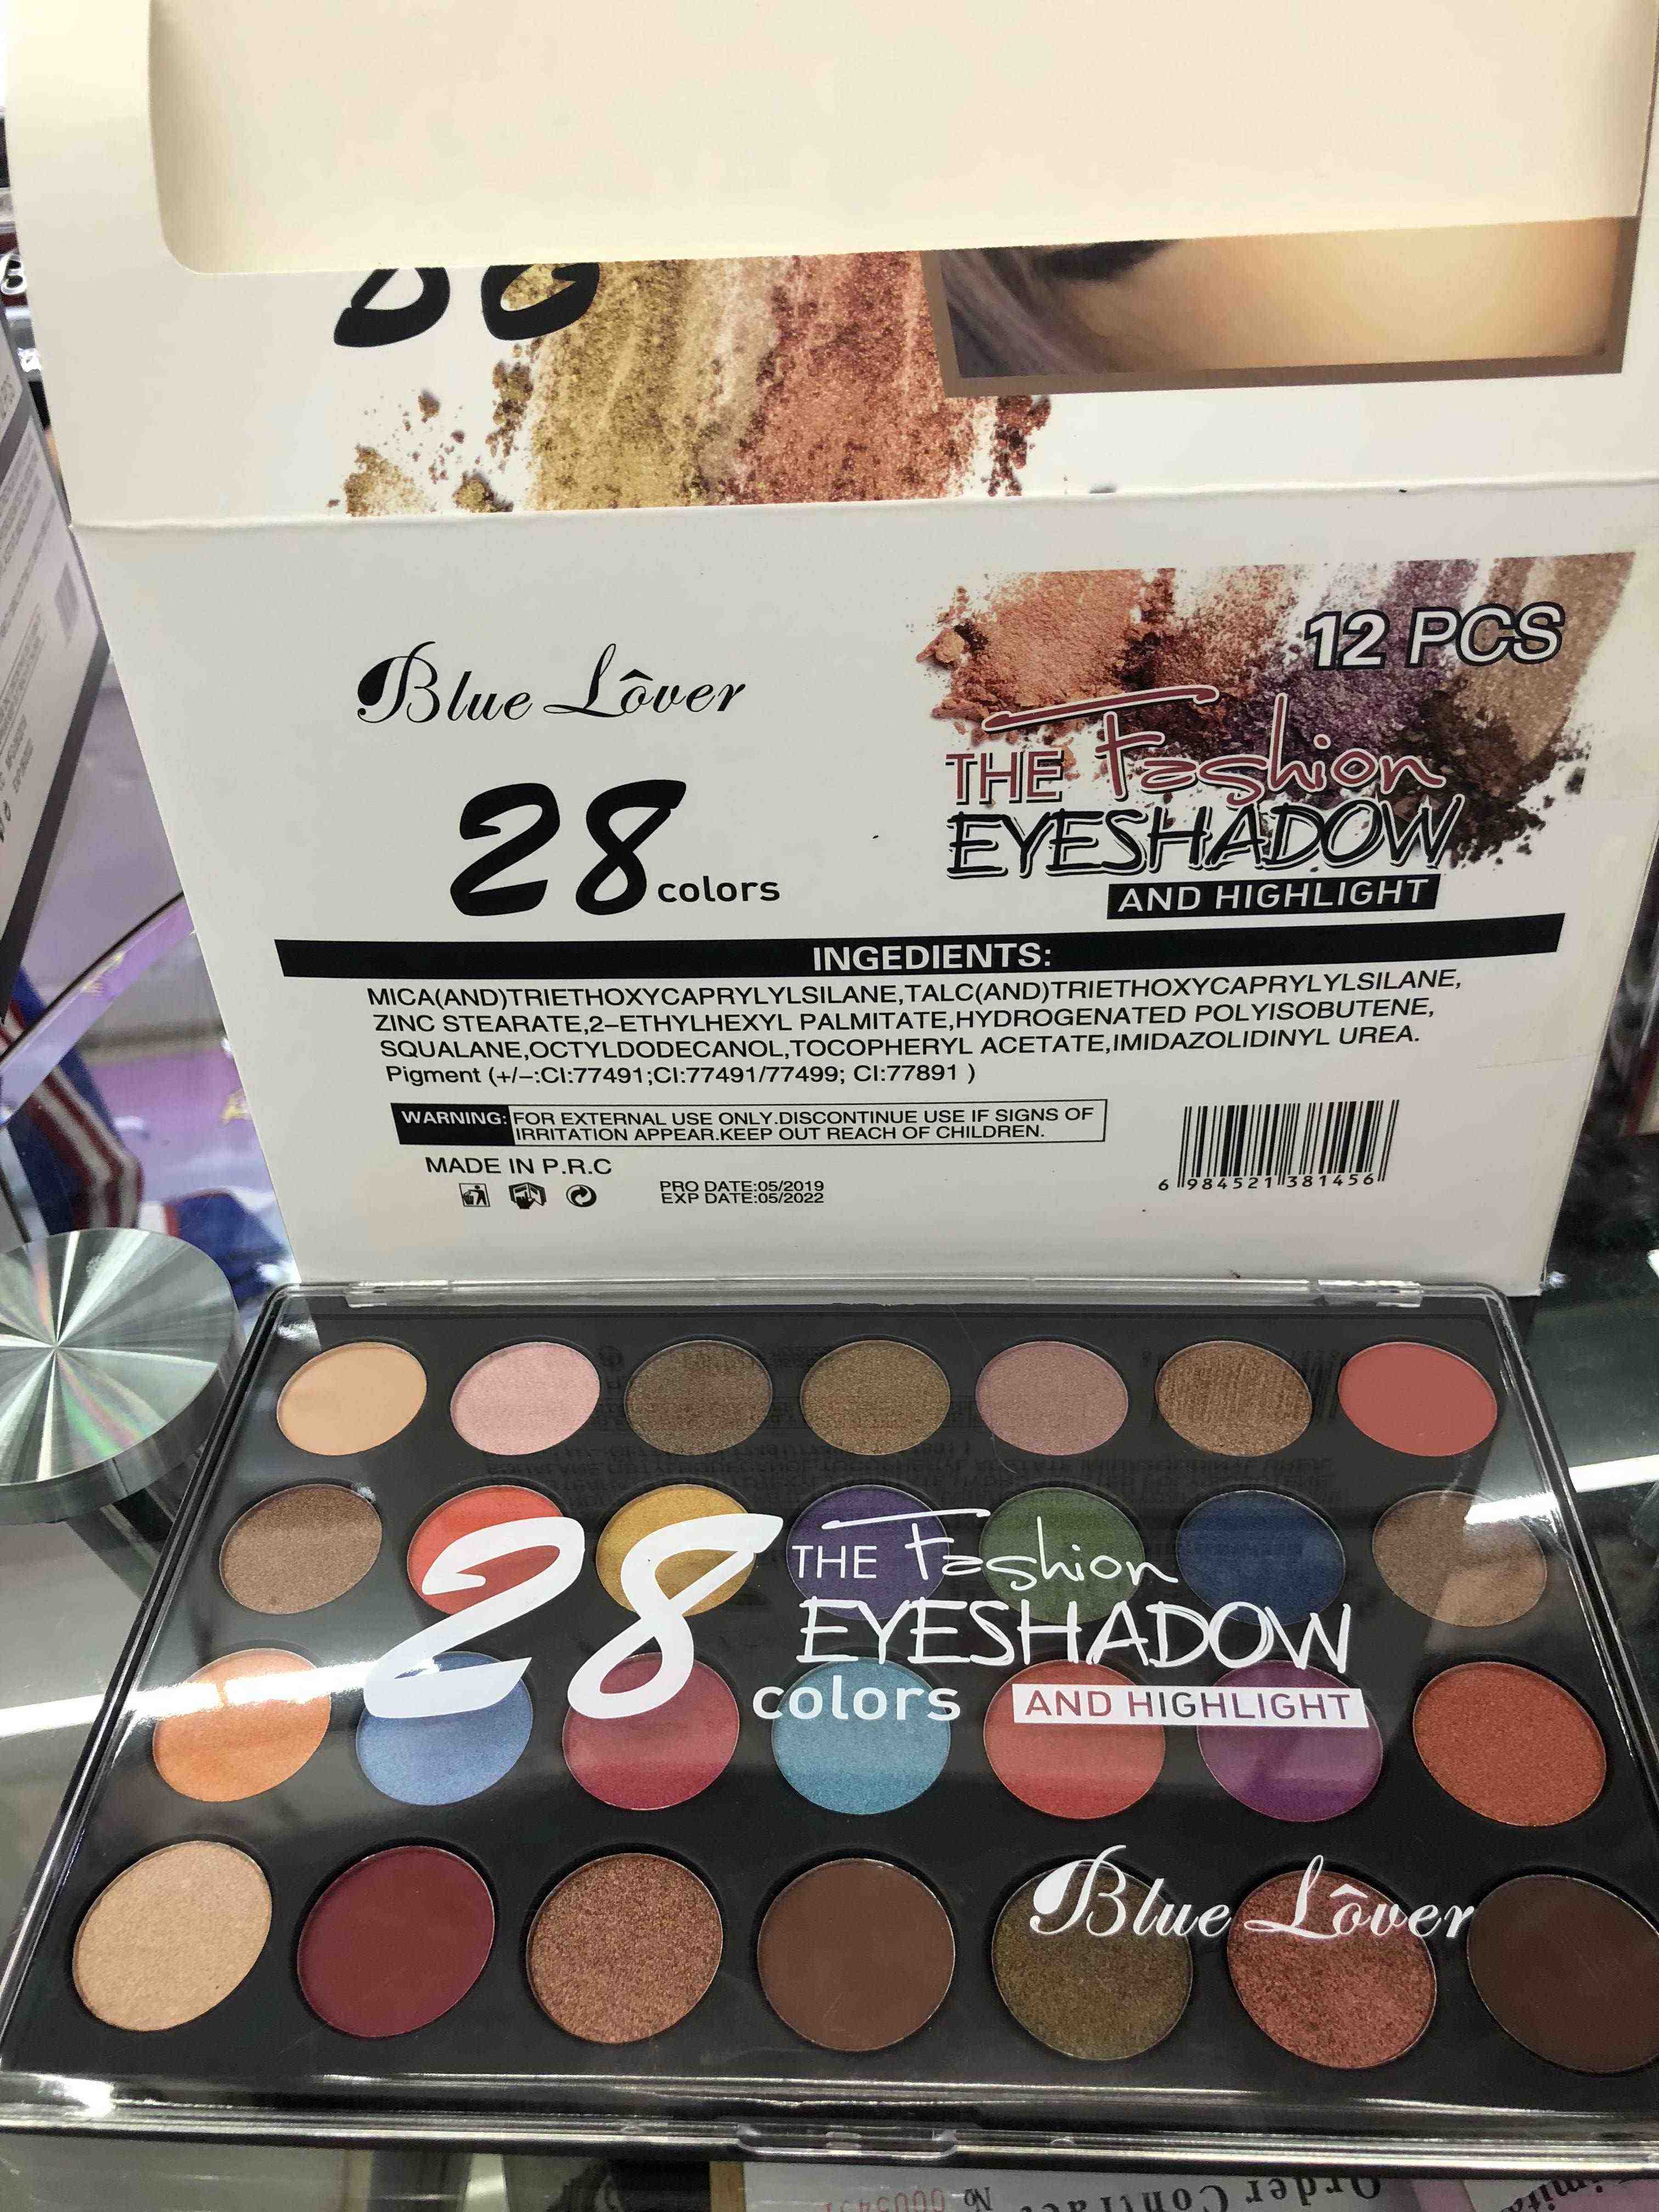 Blue Lôver
12 PCS
28 colors
THE Fashion
EYESHADOW
AND HIGHLIGHT
INGEDIENTS:
MICA(AND)TRIETHOXYCAPRYLYLSILANE,TALC(AND)TRIETHOXYCAPRYLYLSILANE,
ZINC STEARATE,2-ETHYLHEXYL PALMITATE,HYDROGENATED POLYISOBUTENE,
SQUALANE,OCTYLDODECANOL,TOCOPHERYL ACETATE,IMIDAZOLIDINYL UREA.
Pigment (+/-:CI:77491;CI:77491/77499; CI:77891 )
WARNING: FOR EXTERNAL USE ONLY.DISCONTINUE USE IF SIGNS OF
IRRITATION APPEAR.KEEP OUT REACH OF CHILDREN.
MADE IN P.R.C
PRO DATE:05/2019
EXP DATE:05/2022
6 984521 381456
28
THE Fashion
EYESHADOW
colors
AND HIGHLIGHT
Blue Lôver
Order Contract
No